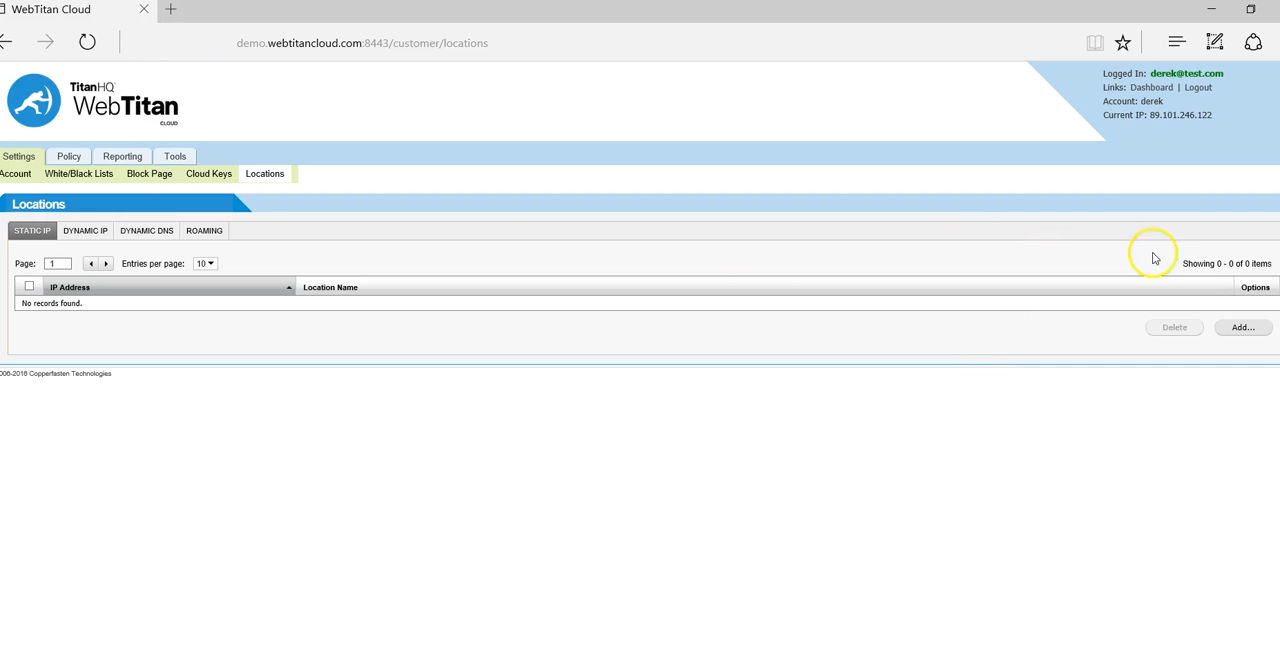 WebTitan Cloud
demo.webtitancloud.com:8443/customer/locations
TitanHQ
WebTitan
CLOUD
Logged In: derek@test.com
Links: Dashboard | Logout
Account: derek
Current IP: 89.101.246.122
Settings Policy Reporting Tools
Account White/Black Lists Block Page Cloud Keys Locations
Locations
STATIC IP DYNAMIC IP DYNAMIC DNS ROAMING
Page: 1 Entries per page: 10 Showing 0 - 0 of 0 items
IP Address Location Name Options
No records found.
Delete Add...
006-2016 Copperfasten Technologies